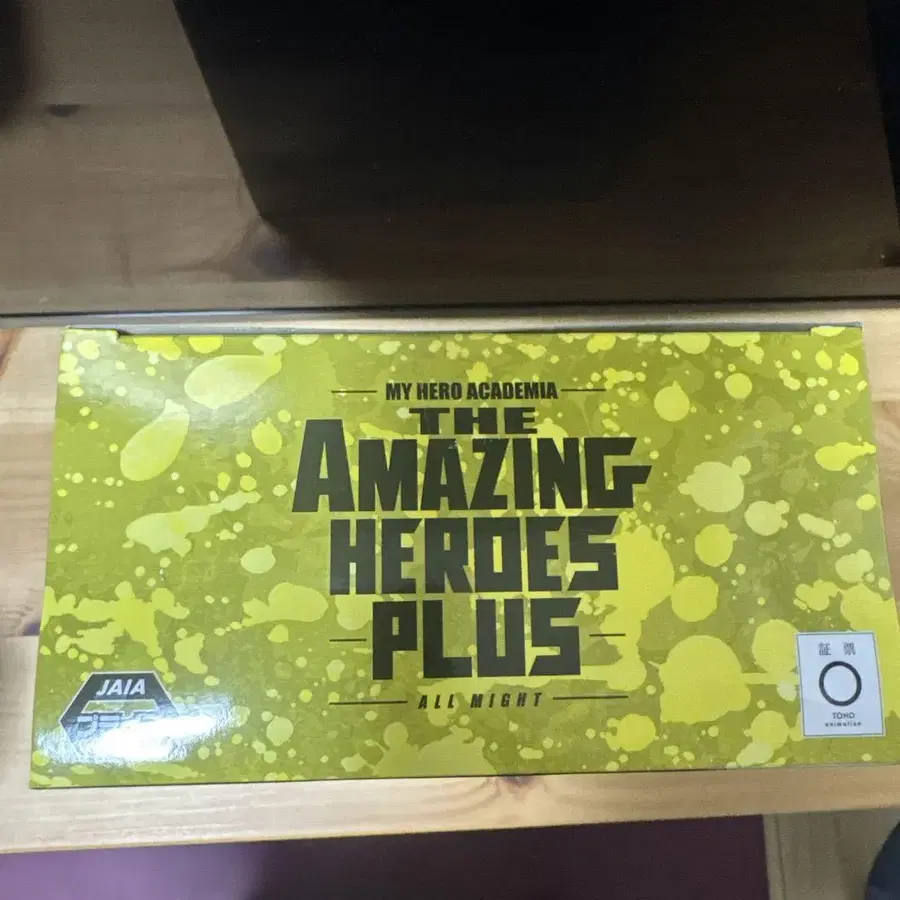 MY HERO ACADEMIA
THE
AMAZING
HEROES
PLUS
ALL MIGHT
JAIA
証票
TOHO
animation